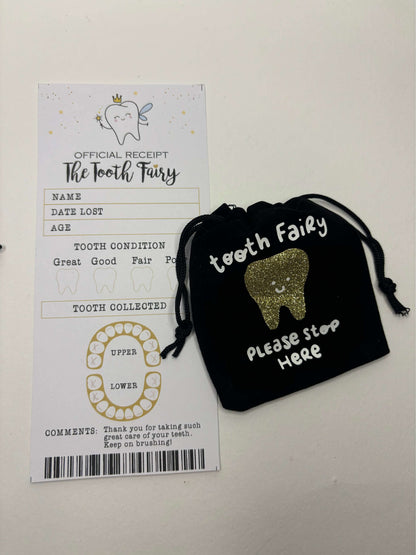 OFFICIAL RECEIPT
The Tooth Fairy
NAME
DATE LOST
AGE
TOOTH CONDITION
Great Good Fair
TOOTH COLLECTED
UPPER
LOWER
COMMENTS: Thank you for taking such
great care of your teeth.
Keep on brushing!
tooth FaiRy
PLEASE StoP
HeRe